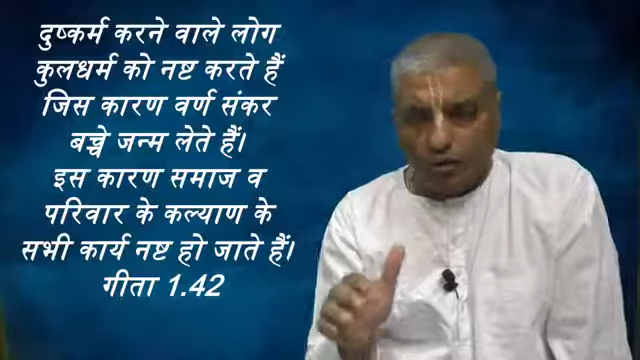 दुष्कर्म करने वाले लोग
कुलधर्म को नष्ट करते हैं
जिस कारण वर्ण संकर
बच्चे जन्म लेते हैं।
इस कारण समाज व
परिवार के कल्याण के
सभी कार्य नष्ट हो जाते हैं।
गीता 1.42